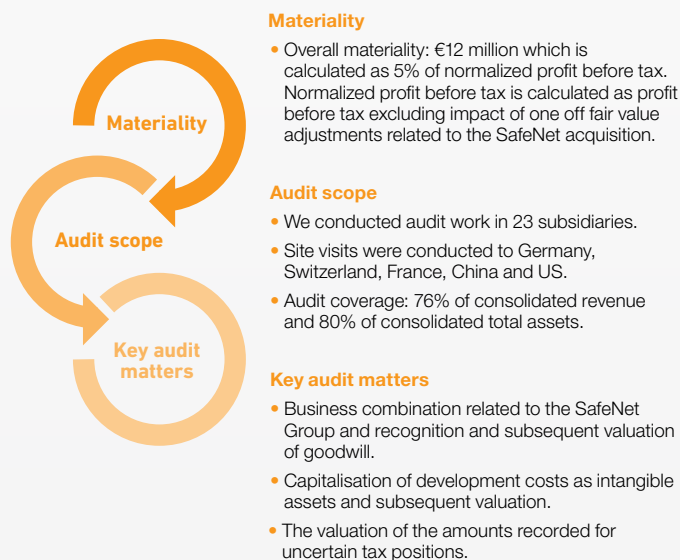 Materiality
• Overall materiality: €12 million which is
calculated as 5% of normalized profit before tax.
Normalized profit before tax is calculated as profit
before tax excluding impact of one off fair value
adjustments related to the SafeNet acquisition.
Materiality
Audit scope
• We conducted audit work in 23 subsidiaries.
• Site visits were conducted to Germany,
Switzerland, France, China and US.
• Audit coverage: 76% of consolidated revenue
and 80% of consolidated total assets.
Audit scope
Key audit
matters
Key audit matters
• Business combination related to the SafeNet
Group and recognition and subsequent valuation
of goodwill.
• Capitalisation of development costs as intangible
assets and subsequent valuation.
• The valuation of the amounts recorded for
uncertain tax positions.